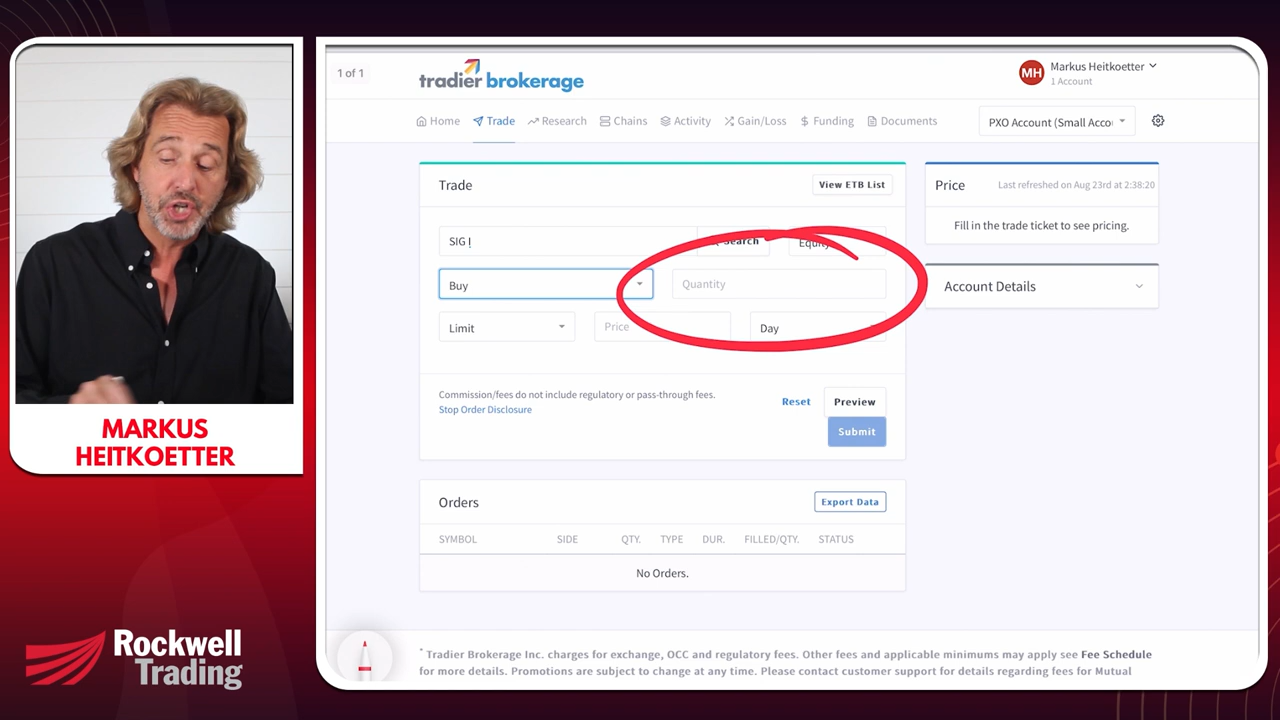 MARKUS
HEITKOETTER
Rockwell
Trading
1 of 1
tradier brokerage
MH
Markus Heitkoetter
1 Account
Home Trade Research Chains Activity Gain/Loss $ Funding Documents
PXO Account (Small Acco
Trade
View ETB List
SIG
Search
Equity
Buy
Quantity
Limit
Price
Day
Commission/fees do not include regulatory or pass-through fees.
Stop Order Disclosure
Reset
Preview
Submit
Orders
Export Data
SYMBOL SIDE QTY. TYPE DUR. FILLED/QTY. STATUS
No Orders.
Price
Last refreshed on Aug 23rd at 2:38:20
Fill in the trade ticket to see pricing.
Account Details
* Tradier Brokerage Inc. charges for exchange, OCC and regulatory fees. Other fees and applicable minimums may apply see Fee Schedule
for more details. Promotions are subject to change at any time. Please contact customer support for details regarding fees for Mutual